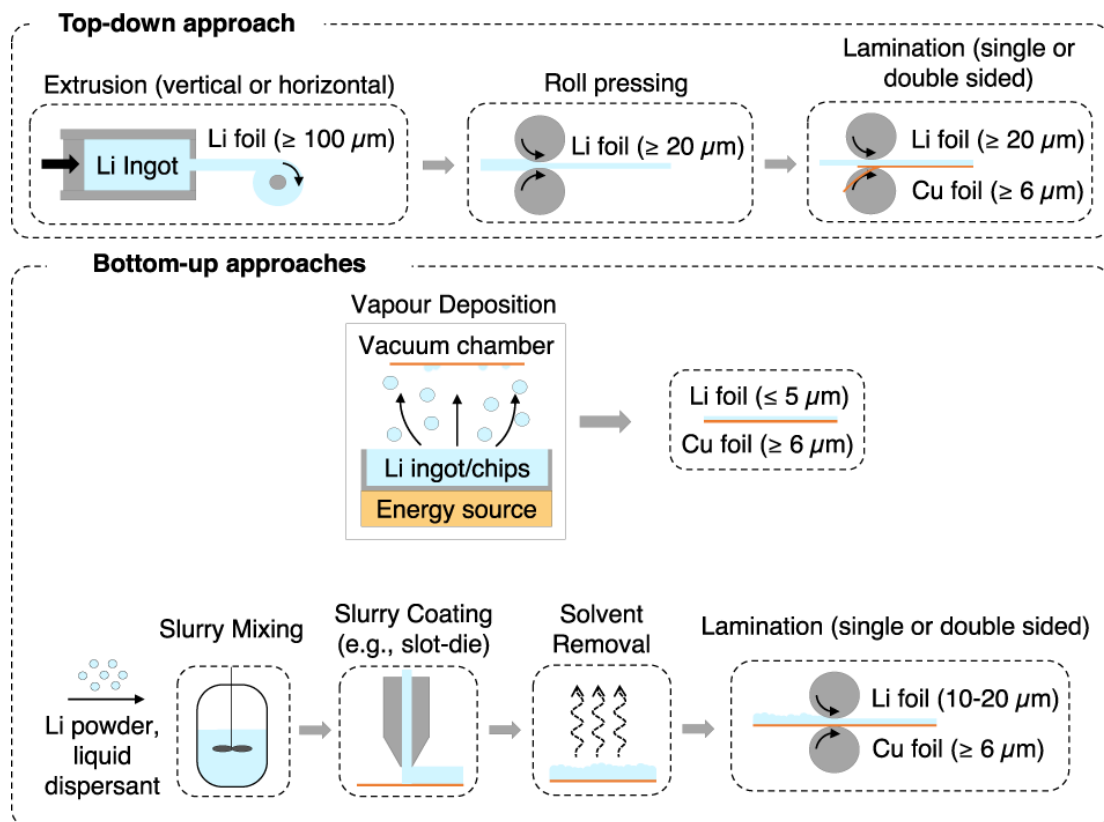 Top-down approach
Extrusion (vertical or horizontal)
Li Ingot
Li foil (≥ 100 µm)
Roll pressing
Li foil (≥ 20 µm)
Lamination (single or
double sided)
Li foil (≥ 20 µm)
Cu foil (≥ 6 µm)
Bottom-up approaches
Vapour Deposition
Vacuum chamber
Li ingot/chips
Energy source
Li foil (≤ 5 µm)
Cu foil (≥ 6 µm)
Li powder,
liquid
dispersant
Slurry Mixing
Slurry Coating
(e.g., slot-die)
Solvent
Removal
Lamination (single or double sided)
Li foil (10-20 µm)
Cu foil (≥ 6 µm)